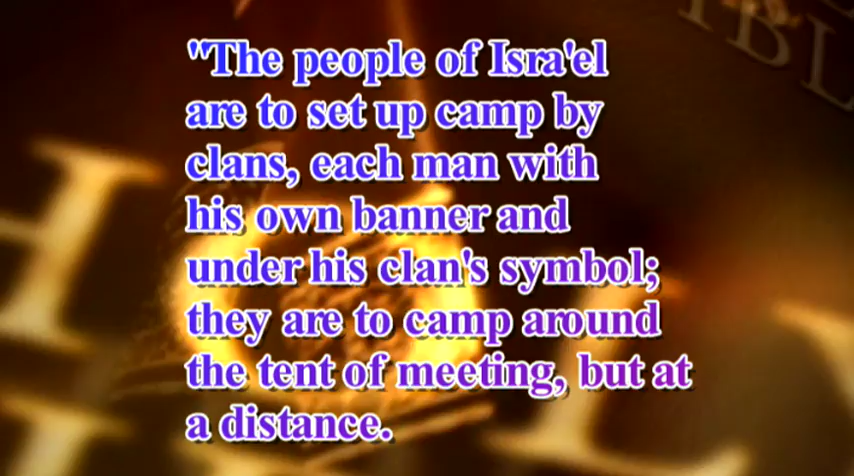 "The people of Isra'el
are to set up camp by
clans, each man with
his own banner and
under his clan's symbol;
they are to camp around
the tent of meeting, but at
a distance.